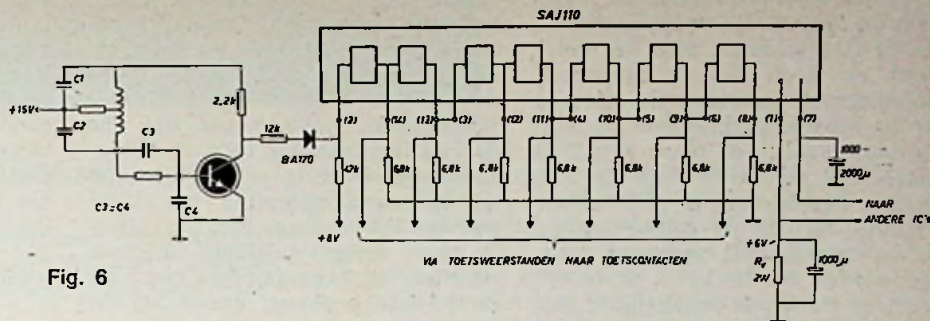 SAJ110
C1
+15V
C2
C3
C3=C4
C4
2,2k
12k
BA170
(2)
(14)
(13)
(3)
(12)
(11)
(4)
(10)
(5)
(9)
(6)
(8)
(1)
(7)
47k
6,8k
6,8k
6,8k
6,8k
6,8k
6,8k
6,8k
1000–
2000µ
NAAR
ANDERE IC'S
+6V
VIA TOETSWEERSTANDEN NAAR TOETSCONTACTEN
+6V
2W
1000µ
Fig. 6